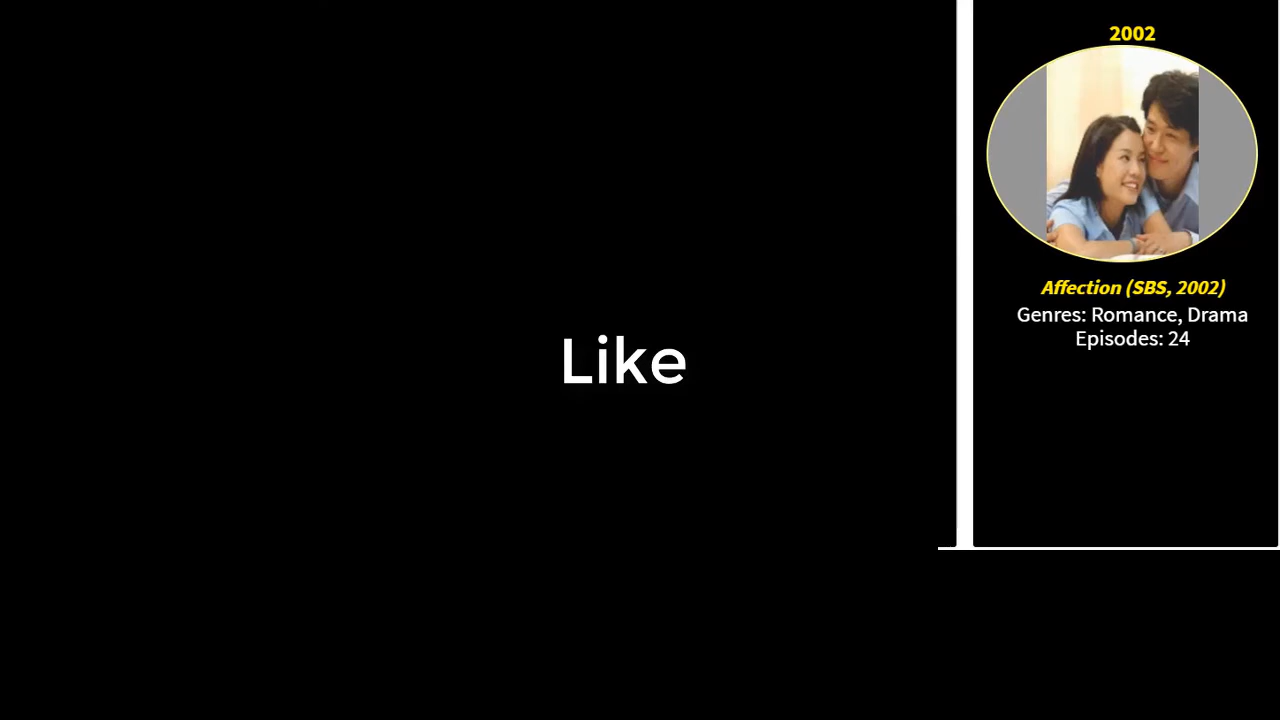 Like
2002
Affection (SBS, 2002)
Genres: Romance, Drama
Episodes: 24